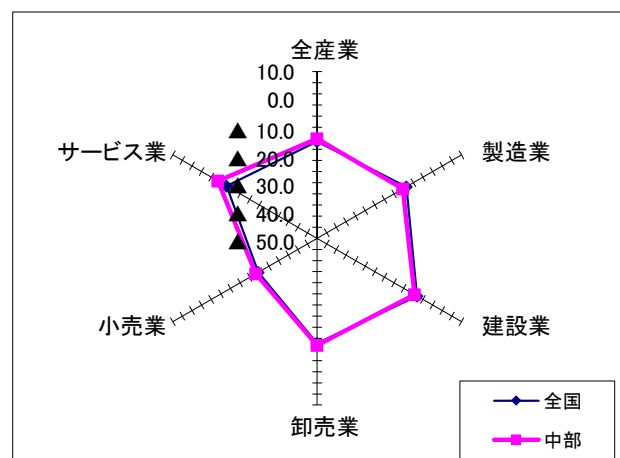 全産業
10.0
0.0
▲ 10.0
サービス業
▲ 20.0
製造業
▲ 30.0
▲ 40.0
▲ 50.0
小売業
建設業
卸売業
全国
中部